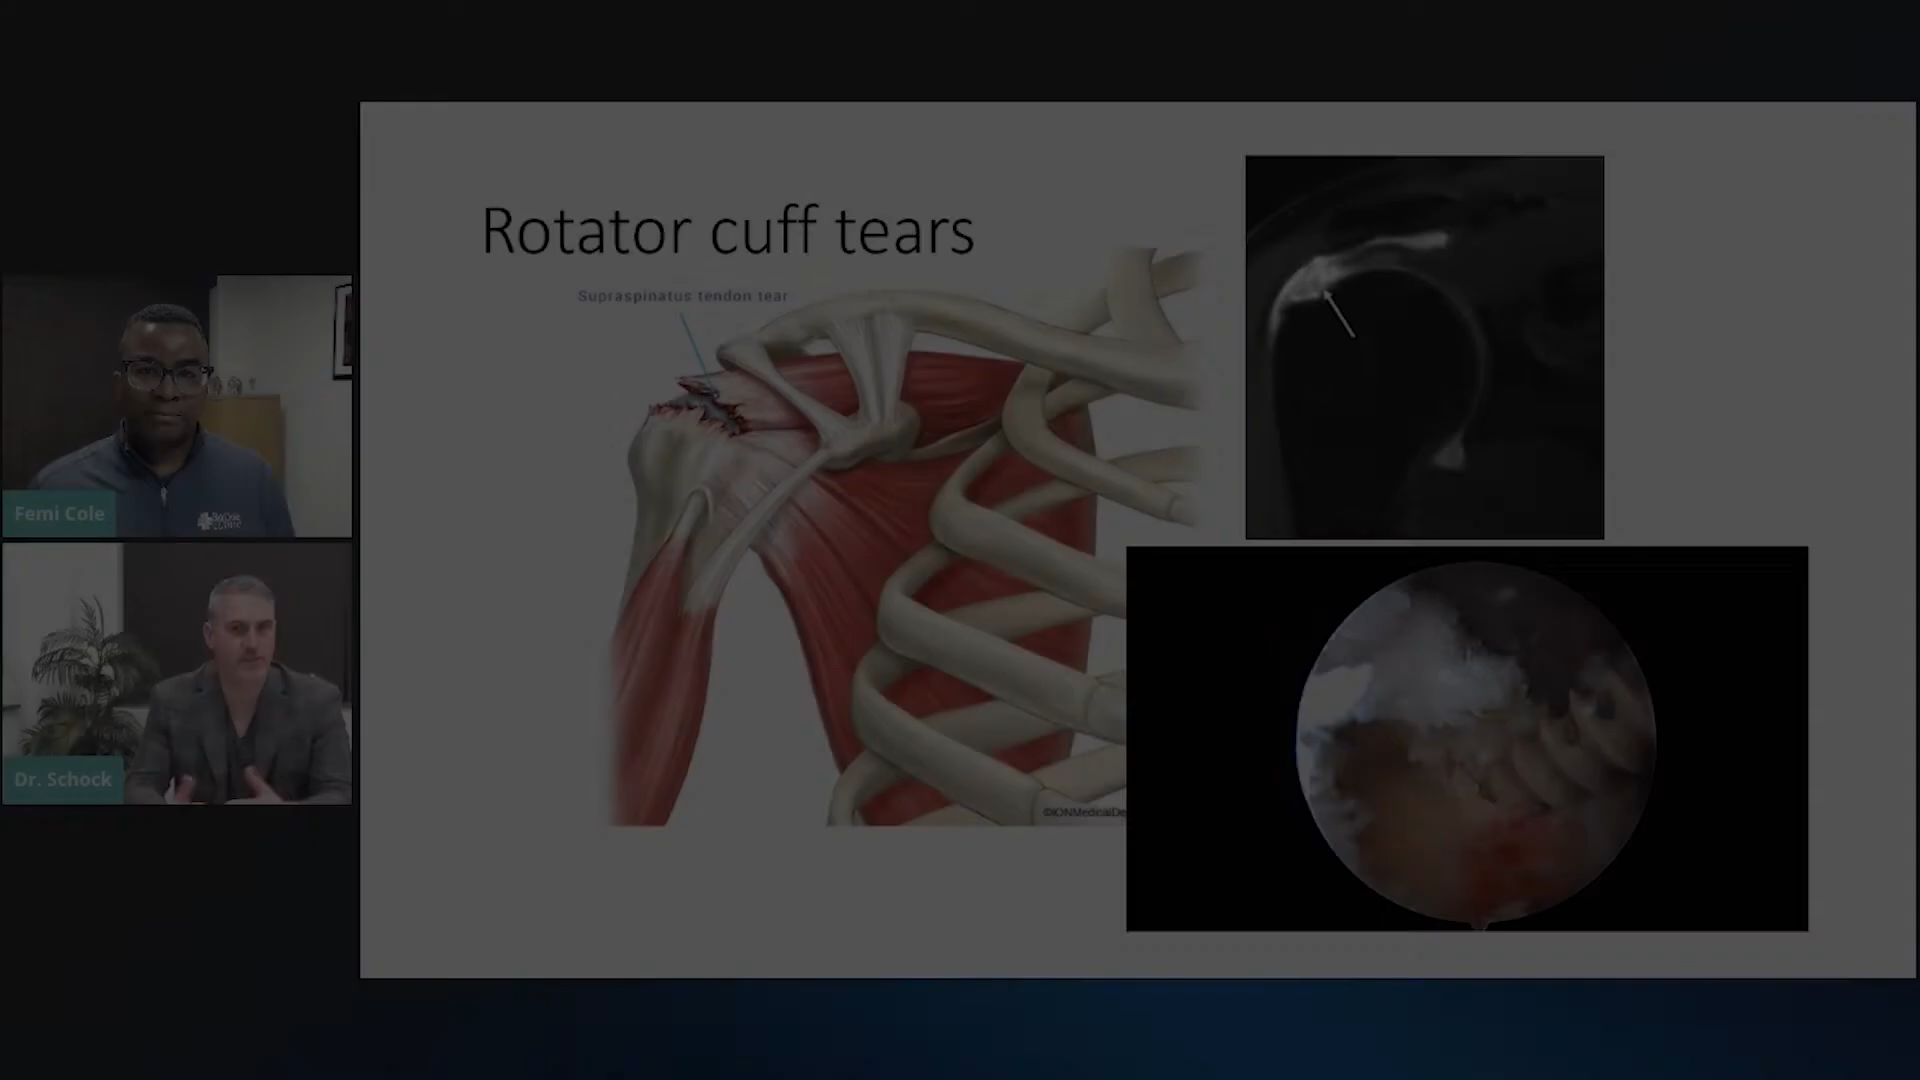 Rotator cuff tears
Supraspinatus tendon tear
Femi Cole
Dr. Schock